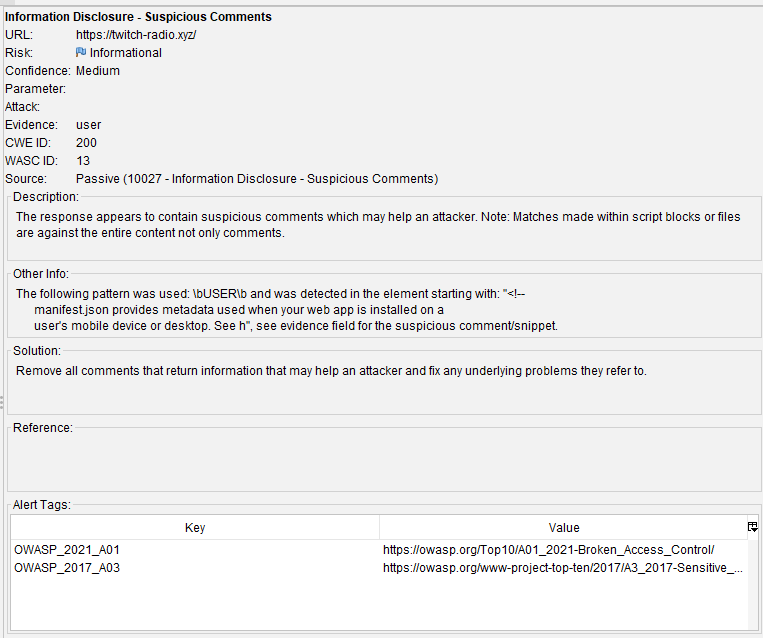 Information Disclosure - Suspicious Comments
URL: https://twitch-radio.xyz/
Risk: Informational
Confidence: Medium
Parameter:
Attack:
Evidence: user
CWE ID: 200
WASC ID: 13
Source: Passive (10027 - Information Disclosure - Suspicious Comments)
Description:
The response appears to contain suspicious comments which may help an attacker. Note: Matches made within script blocks or files
are against the entire content not only comments.
Other Info:
The following pattern was used: \bUSER\b and was detected in the element starting with: "<!--
manifest.json provides metadata used when your web app is installed on a
user's mobile device or desktop. See h", see evidence field for the suspicious comment/snippet.
Solution:
Remove all comments that return information that may help an attacker and fix any underlying problems they refer to.
Reference:
Alert Tags:
Key Value
OWASP_2021_A01 https://owasp.org/Top10/A01_2021-Broken_Access_Control/
OWASP_2017_A03 https://owasp.org/www-project-top-ten/2017/A3_2017-Sensitive_...